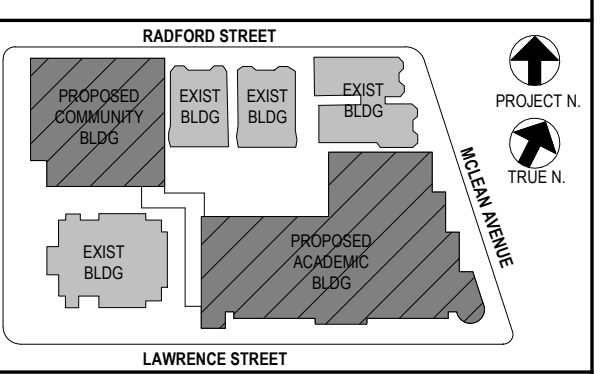 RADFORD STREET
PROPOSED
COMMUNITY
BLDG
EXIST
BLDG
EXIST
BLDG
EXIST
BLDG
PROJECT N.
TRUE N.
MCLEAN AVENUE
EXIST
BLDG
PROPOSED
ACADEMIC
BLDG
LAWRENCE STREET